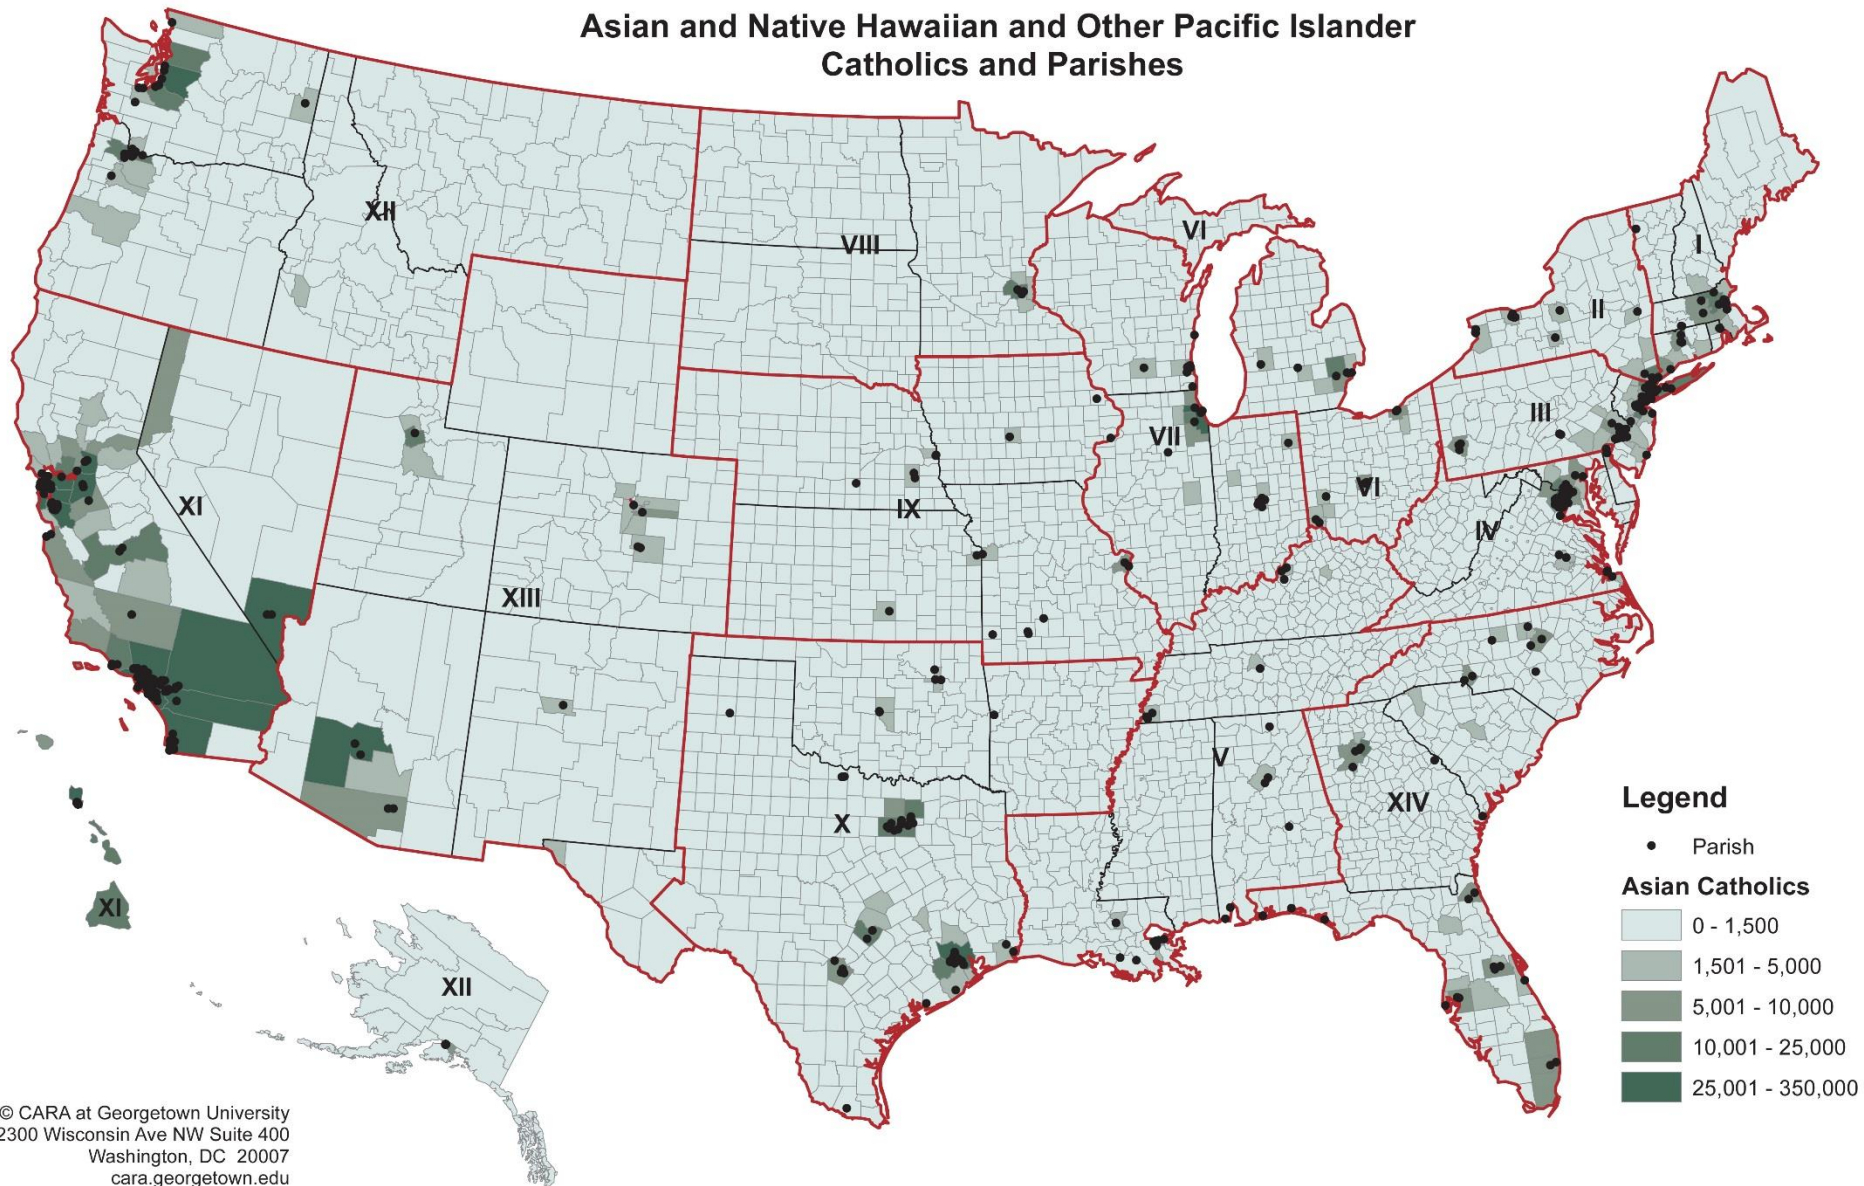 Asian and Native Hawaiian and Other Pacific Islander
Catholics and Parishes
XII
VIII
VI
I
II
III
VII
VI
IV
IX
XI
XIII
V
X
XIV
XI
XII
Legend
Parish
Asian Catholics
0 - 1,500
1,501 - 5,000
5,001 - 10,000
10,001 - 25,000
25,001 - 350,000
© CARA at Georgetown University
2300 Wisconsin Ave NW Suite 400
Washington, DC 20007
cara.georgetown.edu